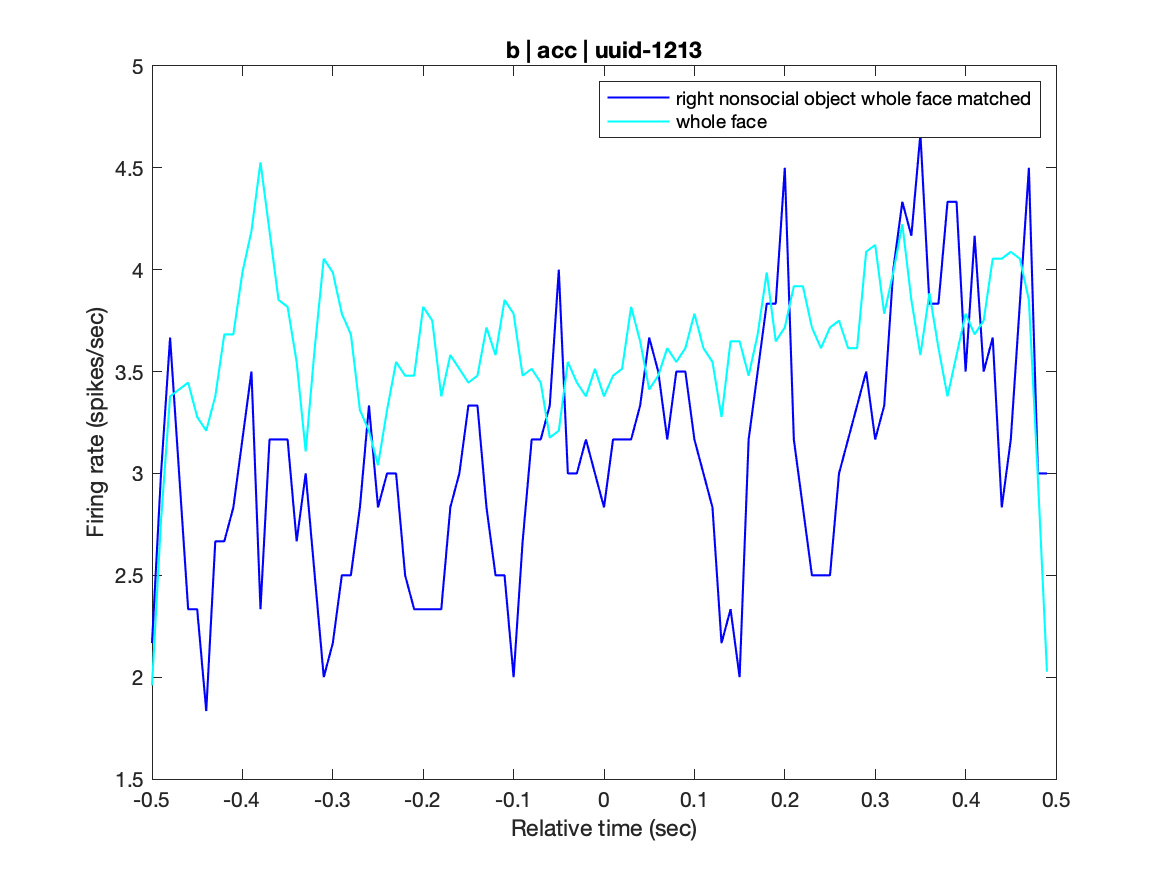 b | acc | uuid-1213
right nonsocial object whole face matched
whole face
5
4.5
4
3.5
3
2.5
2
1.5
Firing rate (spikes/sec)
-0.5 -0.4 -0.3 -0.2 -0.1 0 0.1 0.2 0.3 0.4 0.5
Relative time (sec)